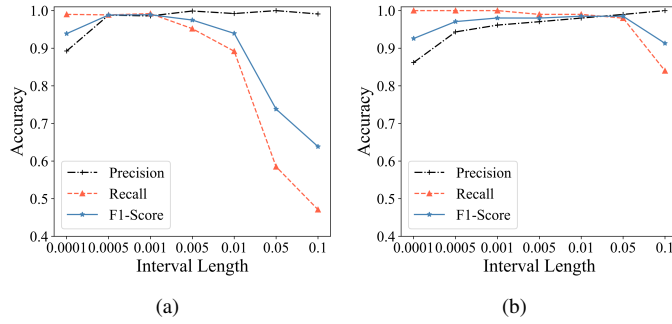 1.0
0.9
0.8
0.7
0.6
0.5
0.4
Accuracy
Precision
Recall
F1-Score
0.0001 0.0005 0.001 0.005 0.01 0.05 0.1
Interval Length
(a)
1.0
0.9
0.8
0.7
0.6
0.5
0.4
Accuracy
Precision
Recall
F1-Score
0.0001 0.0005 0.001 0.005 0.01 0.05 0.1
Interval Length
(b)